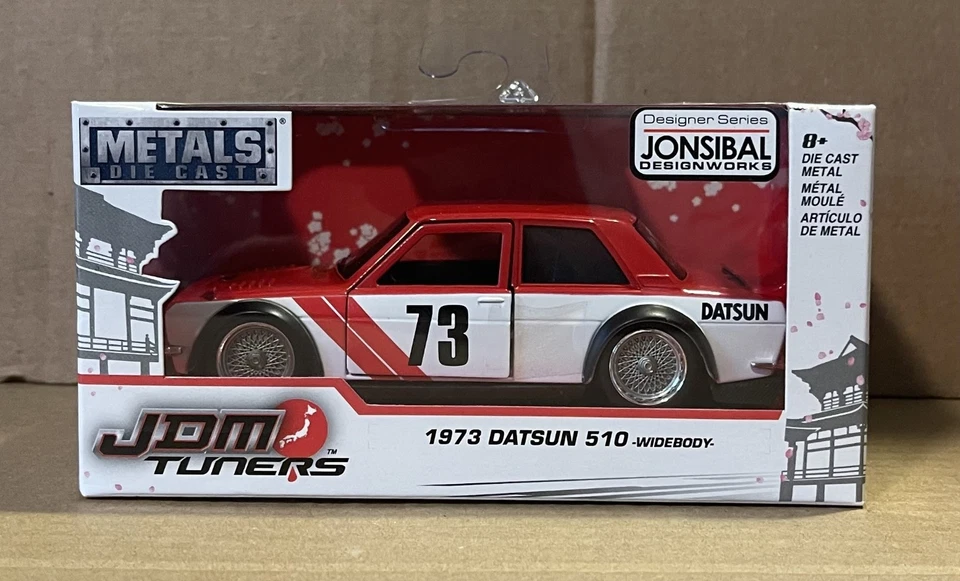 METALS®
DIE CAST
Designer Series
JONSIBAL
DESIGNWORKS
8+
DIE CAST
METAL
MÉTAL
MOULÉ
ARTÍCULO
DE METAL
73
DATSUN
JDM
TUNERS™
1973 DATSUN 510 -WIDEBODY-